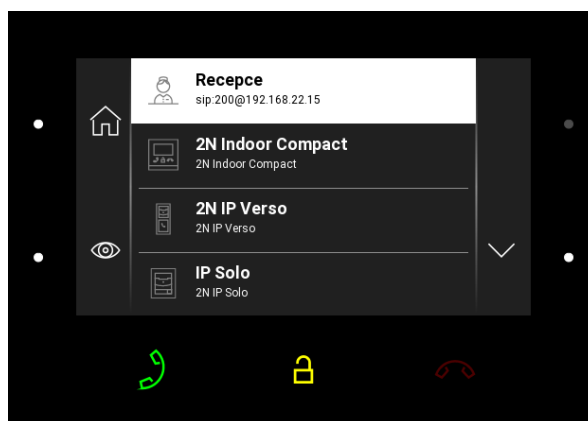 Recepce
sip:200@192.168.22.15
2N Indoor Compact
2N Indoor Compact
2N IP Verso
2N IP Verso
IP Solo
2N IP Solo